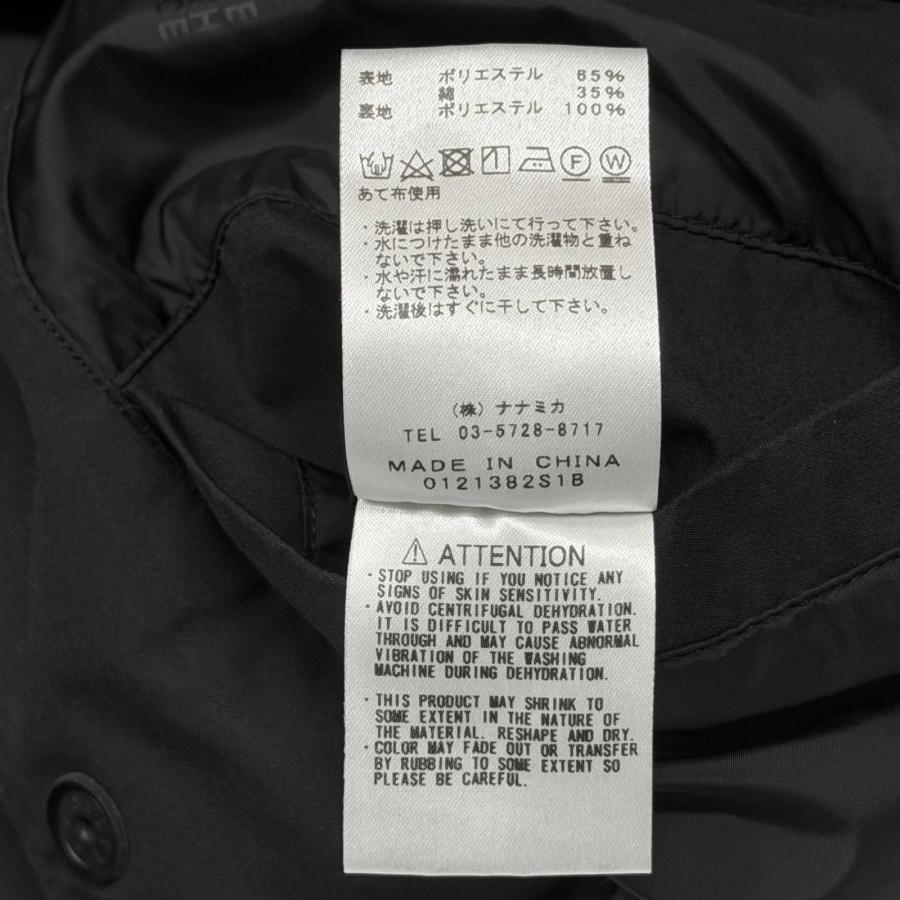 表地 ポリエステル 65%
綿 35%
裏地 ポリエステル 100%
F W
あて布使用
・洗濯は押し洗いにて行って下さい。
・水につけたまま他の洗濯物と重ね
ないで下さい。
・水や汗に濡れたまま長時間放置し
ないで下さい。
・洗濯後はすぐに干して下さい。
(株) ナナミカ
TEL 03-5728-8717
MADE IN CHINA
0121382S1B
⚠ ATTENTION
・STOP USING IF YOU NOTICE ANY
SIGNS OF SKIN SENSITIVITY.
・AVOID CENTRIFUGAL DEHYDRATION.
IT IS DIFFICULT TO PASS WATER
THROUGH AND MAY CAUSE ABNORMAL
VIBRATION OF THE WASHING
MACHINE DURING DEHYDRATION.
・THIS PRODUCT MAY SHRINK TO
SOME EXTENT IN THE NATURE OF
THE MATERIAL. RESHAPE AND DRY.
・COLOR MAY FADE OUT OR TRANSFER
BY RUBBING TO SOME EXTENT SO
PLEASE BE CAREFUL.